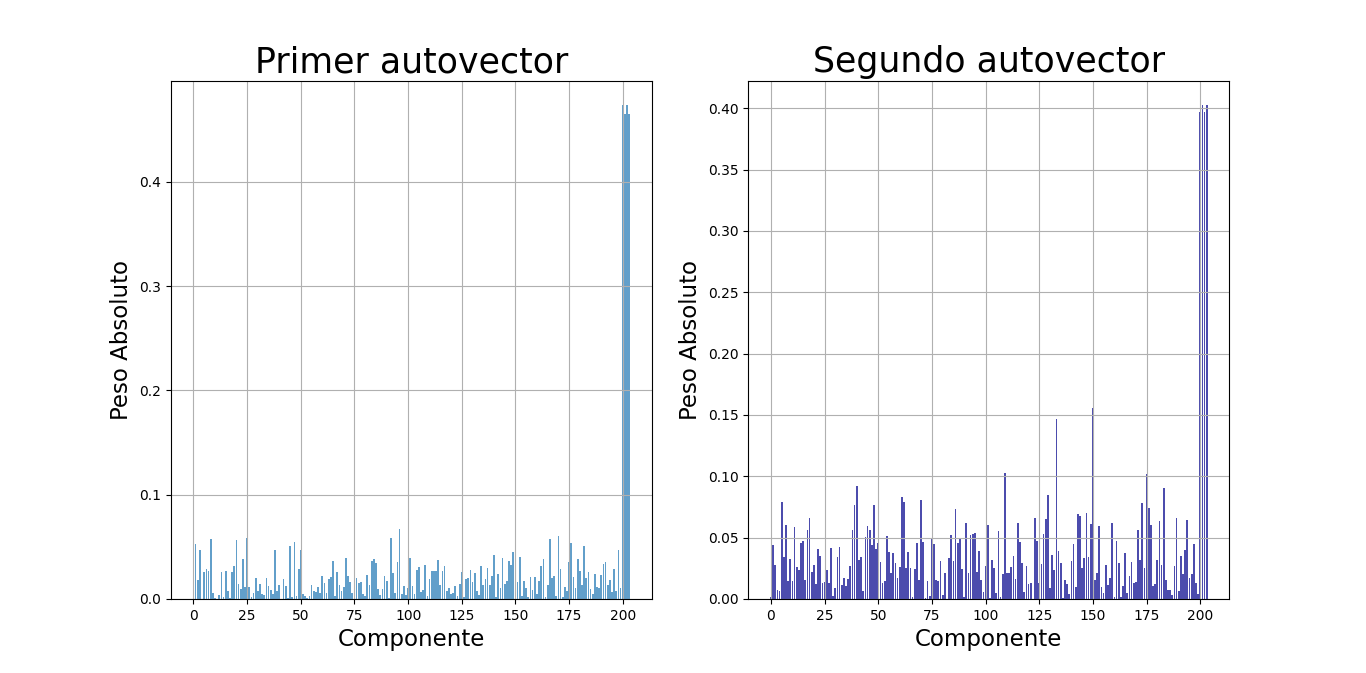 Primer autovector
Peso Absoluto
0.4
0.3
0.2
0.1
0.0
0 25 50 75 100 125 150 175 200
Componente
Segundo autovector
Peso Absoluto
0.40
0.35
0.30
0.25
0.20
0.15
0.10
0.05
0.00
0 25 50 75 100 125 150 175 200
Componente